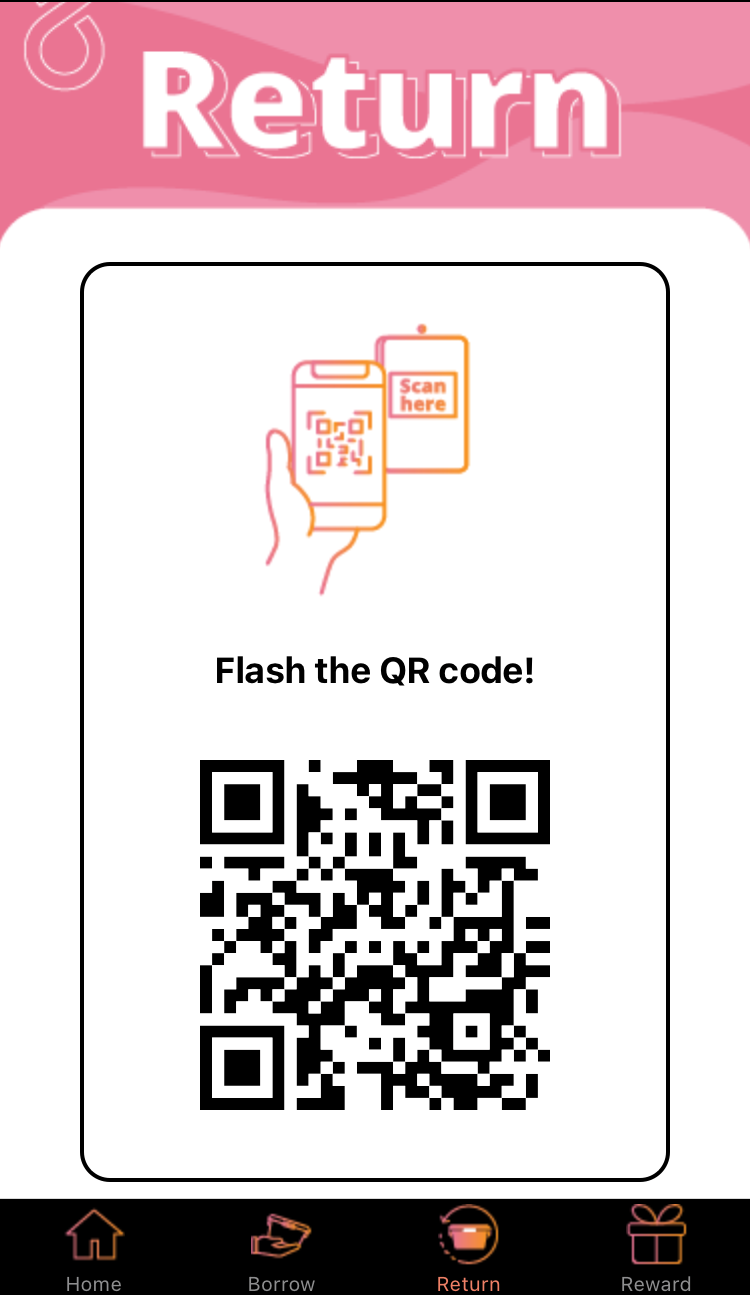 Return
Scan
here
Flash the QR code!
Home
Borrow
Return
Reward